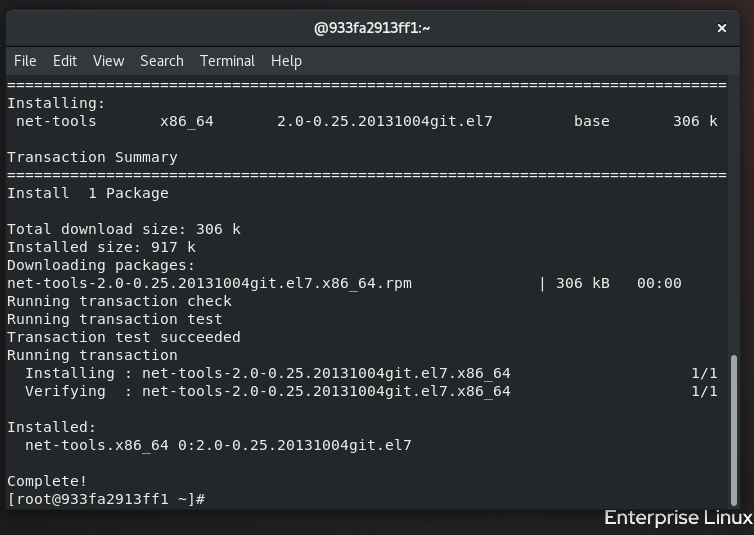 @933fa2913ff1:~
×
File Edit View Search Terminal Help
================================================================================
Installing:
 net-tools       x86_64       2.0-0.25.20131004git.el7         base       306 k

Transaction Summary
================================================================================
Install  1 Package

Total download size: 306 k
Installed size: 917 k
Downloading packages:
net-tools-2.0-0.25.20131004git.el7.x86_64.rpm              | 306 kB   00:00
Running transaction check
Running transaction test
Transaction test succeeded
Running transaction
  Installing : net-tools-2.0-0.25.20131004git.el7.x86_64                    1/1
  Verifying  : net-tools-2.0-0.25.20131004git.el7.x86_64                    1/1

Installed:
  net-tools.x86_64 0:2.0-0.25.20131004git.el7

Complete!
[root@933fa2913ff1 ~]#
Enterprise Linux